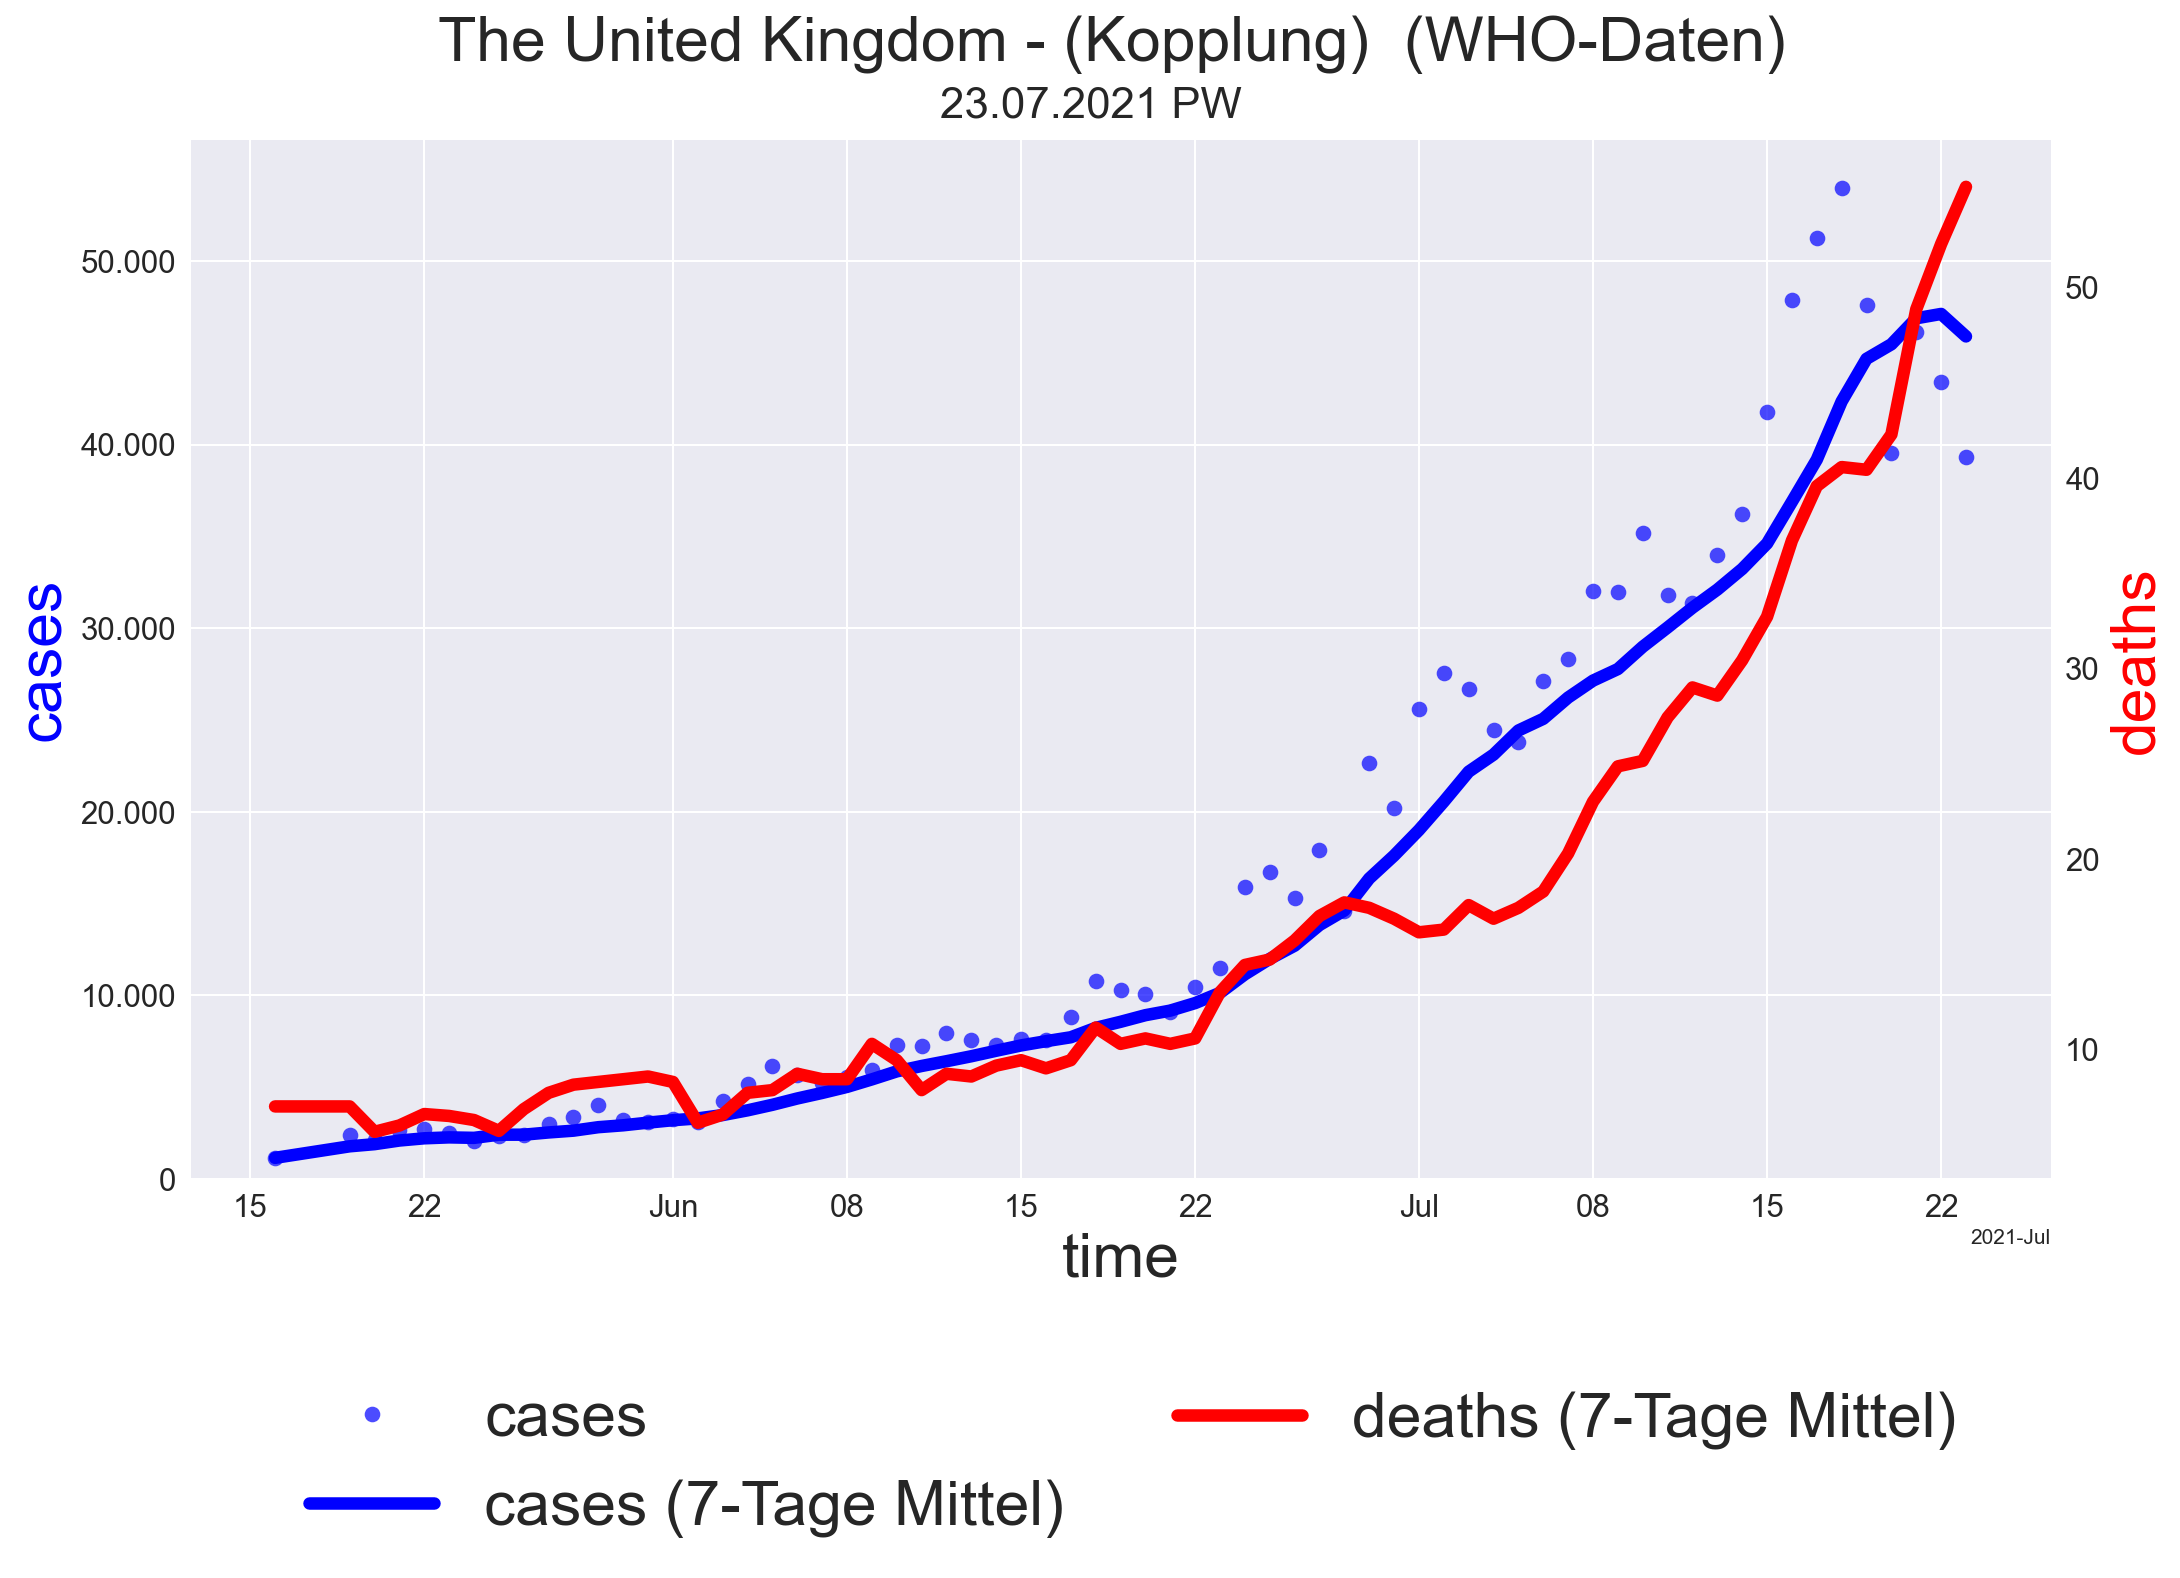 The United Kingdom - (Kopplung)  (WHO-Daten)
23.07.2021 PW
50.000
40.000
30.000
20.000
10.000
0
cases
50
40
30
20
10
deaths
15 22 Jun 08 15 22 Jul 08 15 22
2021-Jul
time
cases
cases (7-Tage Mittel)
deaths (7-Tage Mittel)